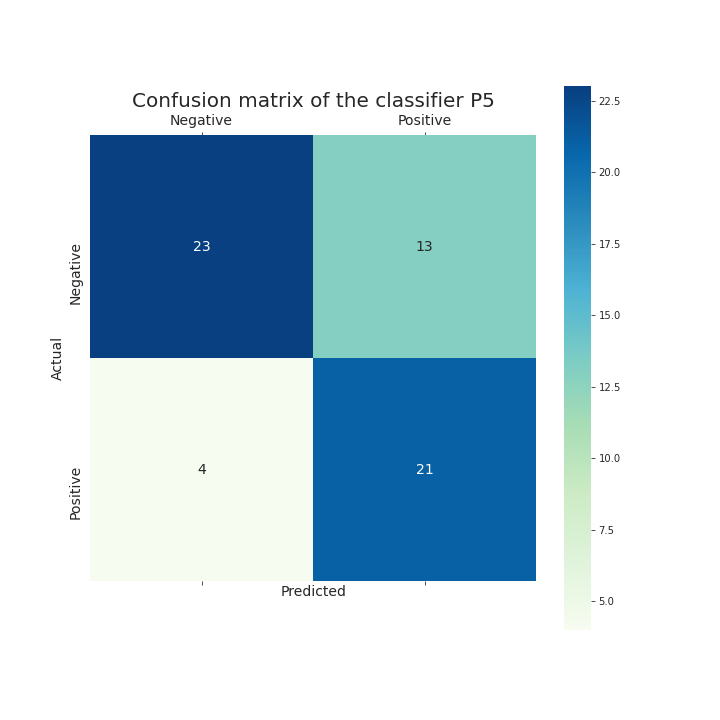 Confusion matrix of the classifier P5
Negative Positive
Actual
Negative
23 13
Positive
4 21
Predicted
22.5
20.0
17.5
15.0
12.5
10.0
7.5
5.0